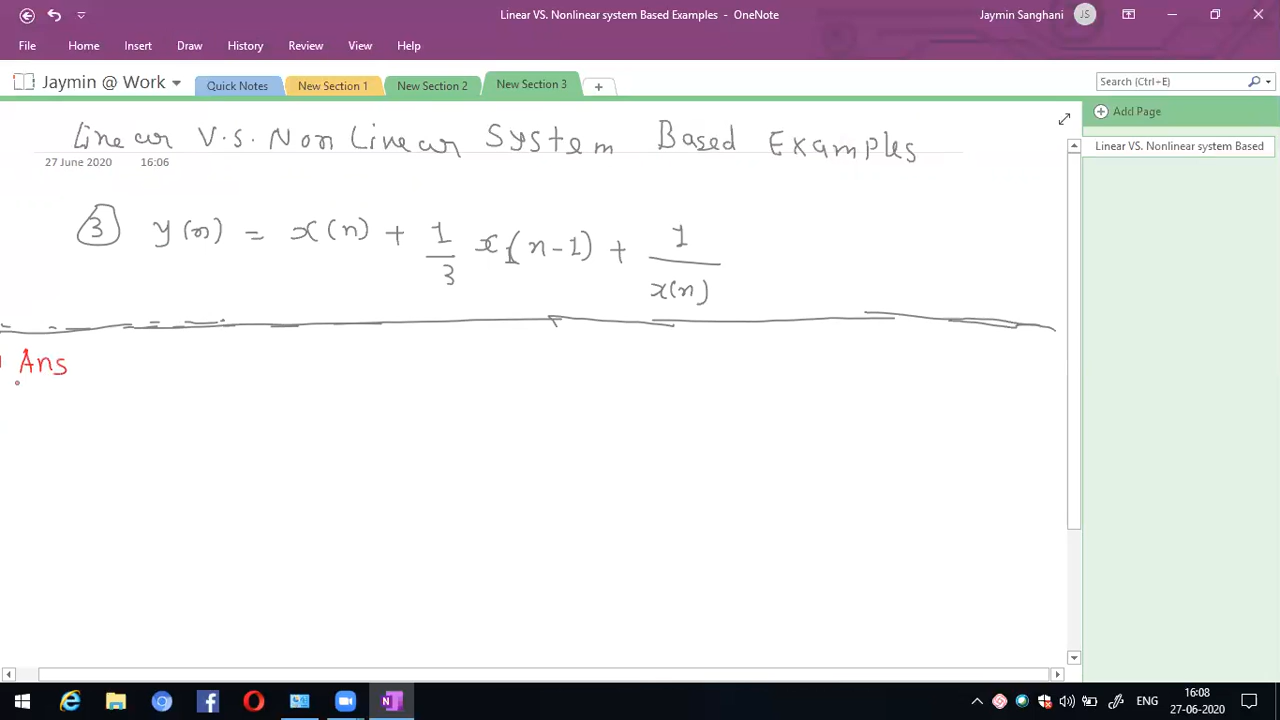 Linear VS. Nonlinear system Based Examples - OneNote
Jaymin Sanghani
JS
File Home Insert Draw History Review View Help
Jaymin @ Work
Quick Notes
New Section 1
New Section 2
New Section 3
Search (Ctrl+E)
Add Page
Linear VS. Nonlinear system Based
Linear V.S. Non Linear System Based Examples
27 June 2020 16:06
③ y(n) = x(n) + 1/3 x(n-1) + 1/x(n)
Ans
ENG
16:08
27-06-2020